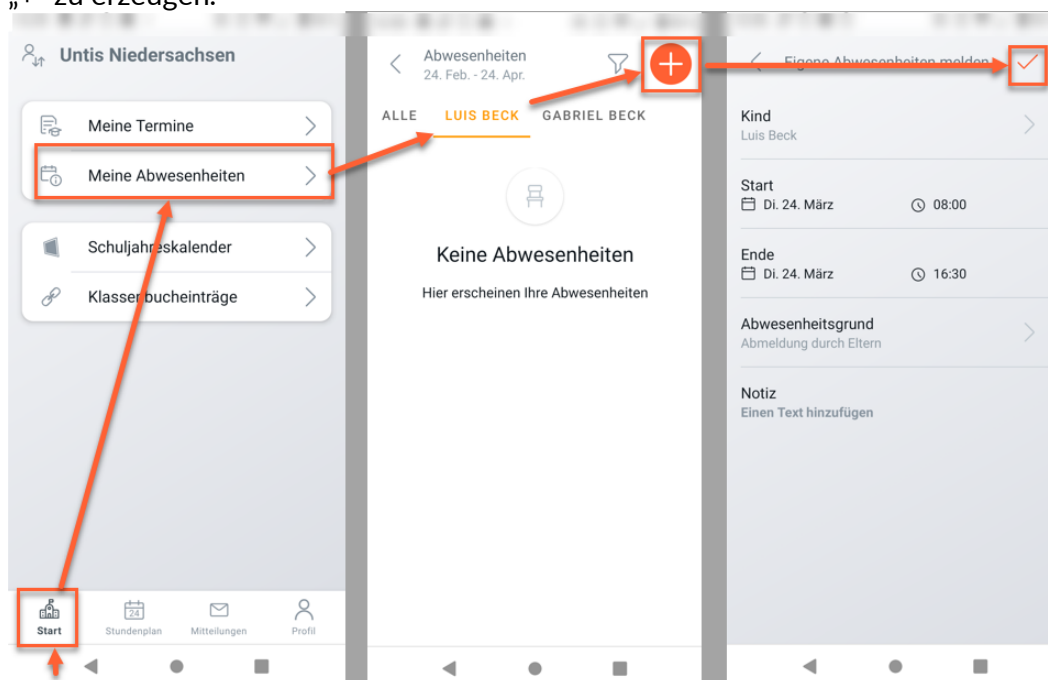 „+“ zu erzeugen.
Untis Niedersachsen
Meine Termine
Meine Abwesenheiten
Schuljahreskalender
Klassenbucheinträge
Start
24
Stundenplan
Mitteilungen
Profil
Abwesenheiten
24. Feb. - 24. Apr.
ALLE
LUIS BECK
GABRIEL BECK
Keine Abwesenheiten
Hier erscheinen Ihre Abwesenheiten
Eigene Abwesenheiten melden
Kind
Luis Beck
Start
Di. 24. März
08:00
Ende
Di. 24. März
16:30
Abwesenheitsgrund
Abmeldung durch Eltern
Notiz
Einen Text hinzufügen